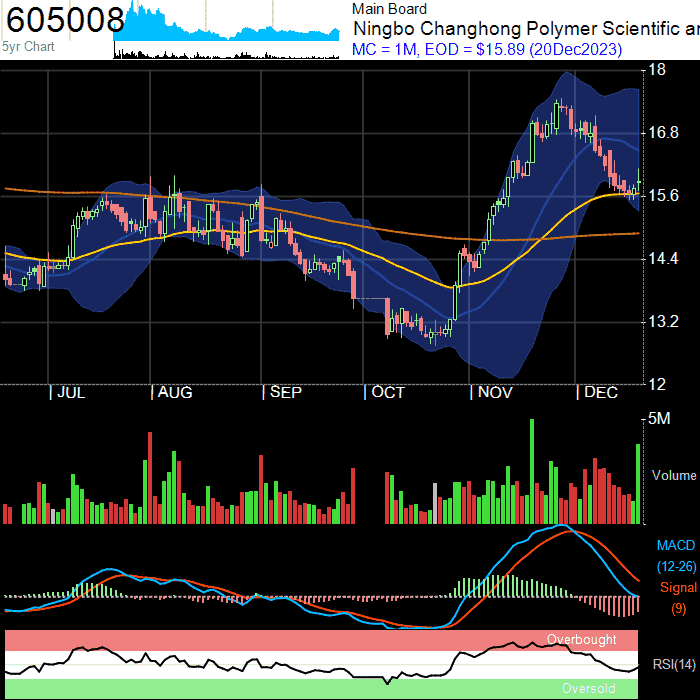 605008
5yr Chart
Main Board
Ningbo Changhong Polymer Scientific
MC = 1M, EOD = $15.89 (20Dec2023)
18
16.8
15.6
14.4
13.2
12
JUL AUG SEP OCT NOV DEC
5M
Volume
MACD
(12-26)
Signal
(9)
Overbought
RSI(14)
Oversold